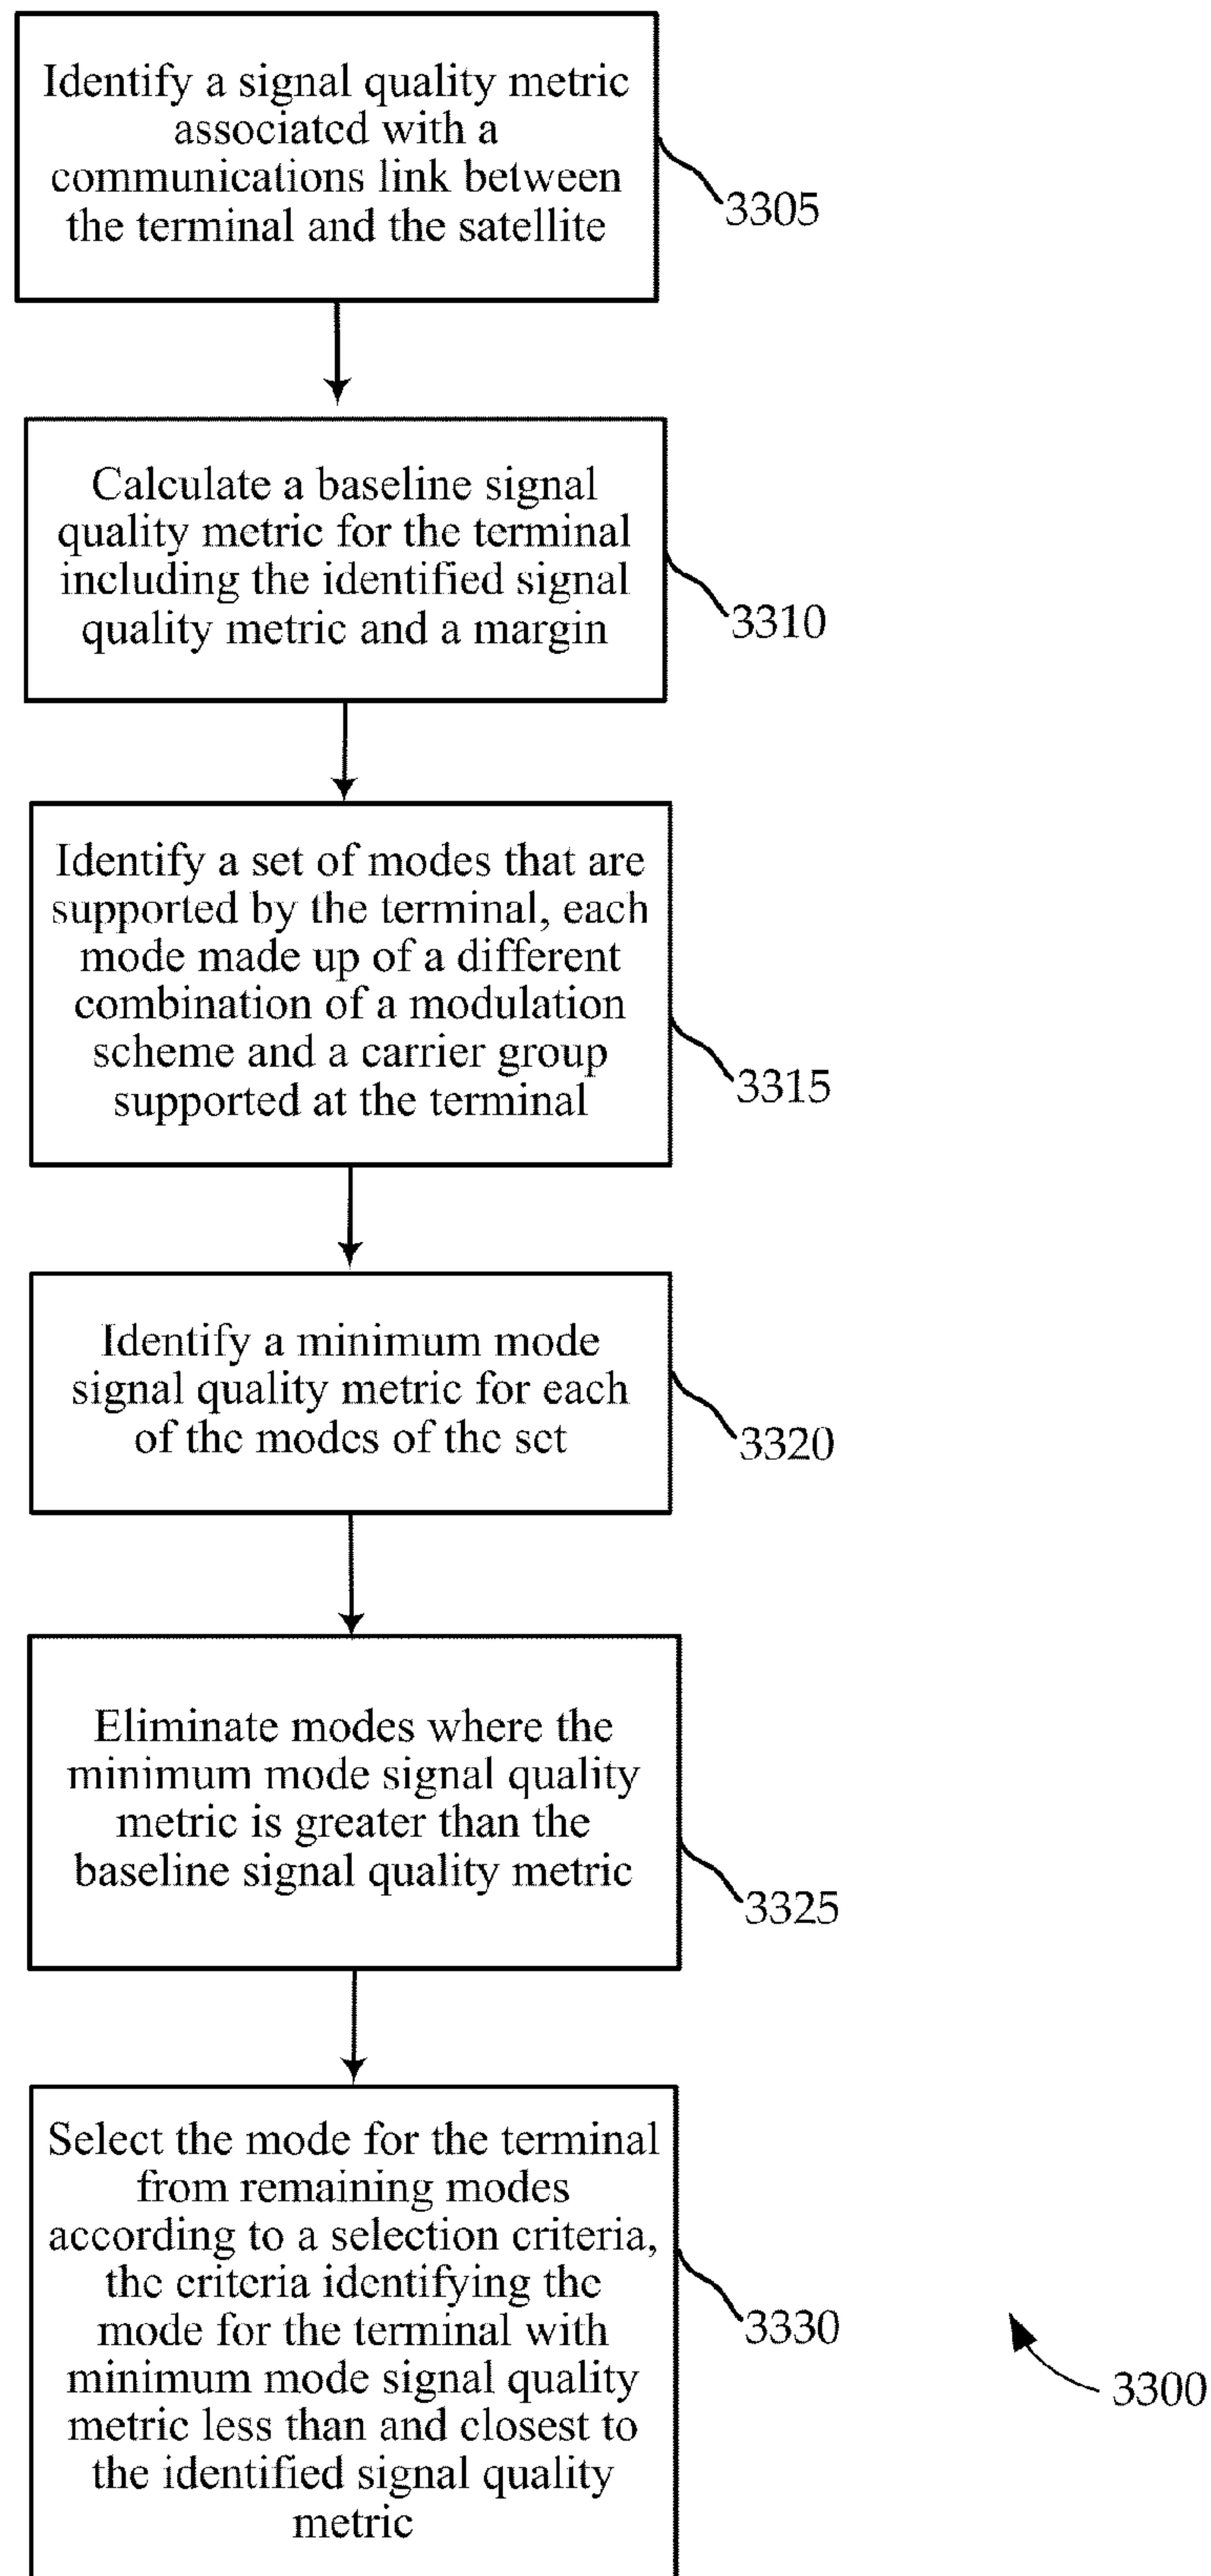 Identify a signal quality metric
associated with a
communications link between
the terminal and the satellite
3305
Calculate a baseline signal
quality metric for the terminal
including the identified signal
quality metric and a margin
3310
Identify a set of modes that are
supported by the terminal, each
mode made up of a different
combination of a modulation
scheme and a carrier group
supported at the terminal
3315
Identify a minimum mode
signal quality metric for each
of the modes of the set
3320
Eliminate modes where the
minimum mode signal quality
metric is greater than the
baseline signal quality metric
3325
Select the mode for the terminal
from remaining modes
according to a selection criteria,
the criteria identifying the
mode for the terminal with
minimum mode signal quality
metric less than and closest to
the identified signal quality
metric
3330
3300